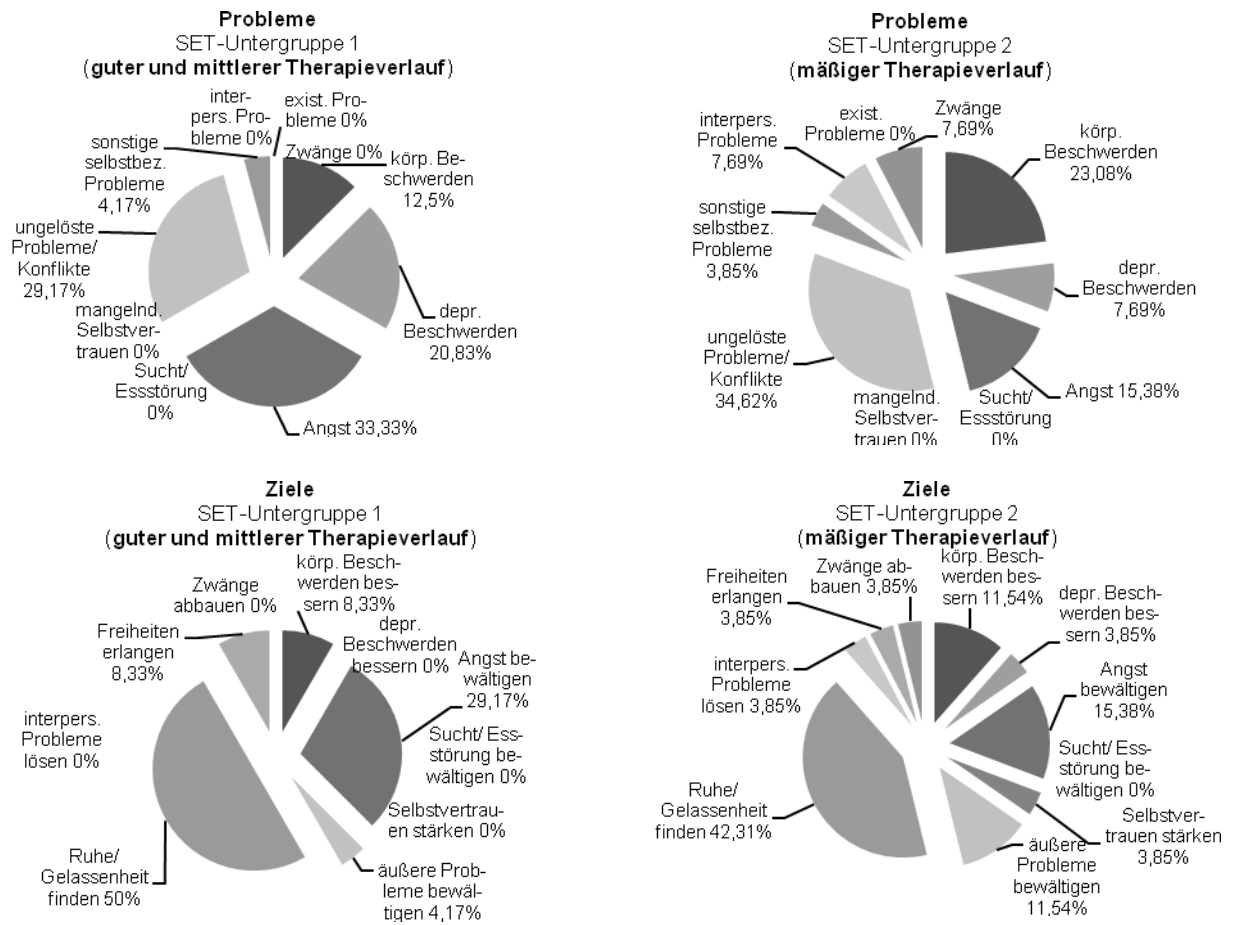 Probleme
SET-Untergruppe 1
(guter und mittlerer Therapieverlauf)
inter-
pers. Pro-
bleme 0%
exist. Pro-
bleme 0%
Zwänge 0%
körp. Be-
schwerden
12,5%
sonstige
selbstbez.
Probleme
4,17%
ungelöste
Probleme/
Konflikte
29,17%
mangelnd.
Selbstver-
trauen 0%
Sucht/
Essstörung
0%
depr.
Beschwerden
20,83%
Angst 33,33%
Probleme
SET-Untergruppe 2
(mäßiger Therapieverlauf)
interpers.
Probleme
7,69%
exist.
Probleme 0%
Zwänge
7,69%
körp.
Beschwerden
23,08%
sonstige
selbstbez.
Probleme
3,85%
depr.
Beschwerden
7,69%
ungelöste
Probleme/
Konflikte
34,62%
mangelnd.
Selbstver-
trauen 0%
Sucht/
Essstörung
0%
Angst 15,38%
Ziele
SET-Untergruppe 1
(guter und mittlerer Therapieverlauf)
Zwänge
abbauen 0%
körp. Besch-
werden bes-
sern 8,33%
depr.
Beschwerden
bessern 0%
Freiheiten
erlangen
8,33%
Angst be-
wältigen
29,17%
interpers.
Probleme
lösen 0%
Sucht/ Ess-
störung be-
wältigen 0%
Selbstvertrau-
en stärken 0%
Ruhe/
Gelassenheit
finden 50%
äußere Prob-
leme bewäl-
tigen 4,17%
Ziele
SET-Untergruppe 2
(mäßiger Therapieverlauf)
Freiheiten
erlangen
3,85%
Zwänge ab-
bauen 3,85%
körp. Besch-
werden bes-
sern 11,54%
depr. Besch-
werden bes-
sern 3,85%
interpers.
Probleme
lösen 3,85%
Angst
bewältigen
15,38%
Sucht/ Ess-
störung be-
wältigen 0%
Ruhe/
Gelassenheit
finden 42,31%
Selbstver-
trauen stärken
3,85%
äußere
Probleme
bewältigen
11,54%